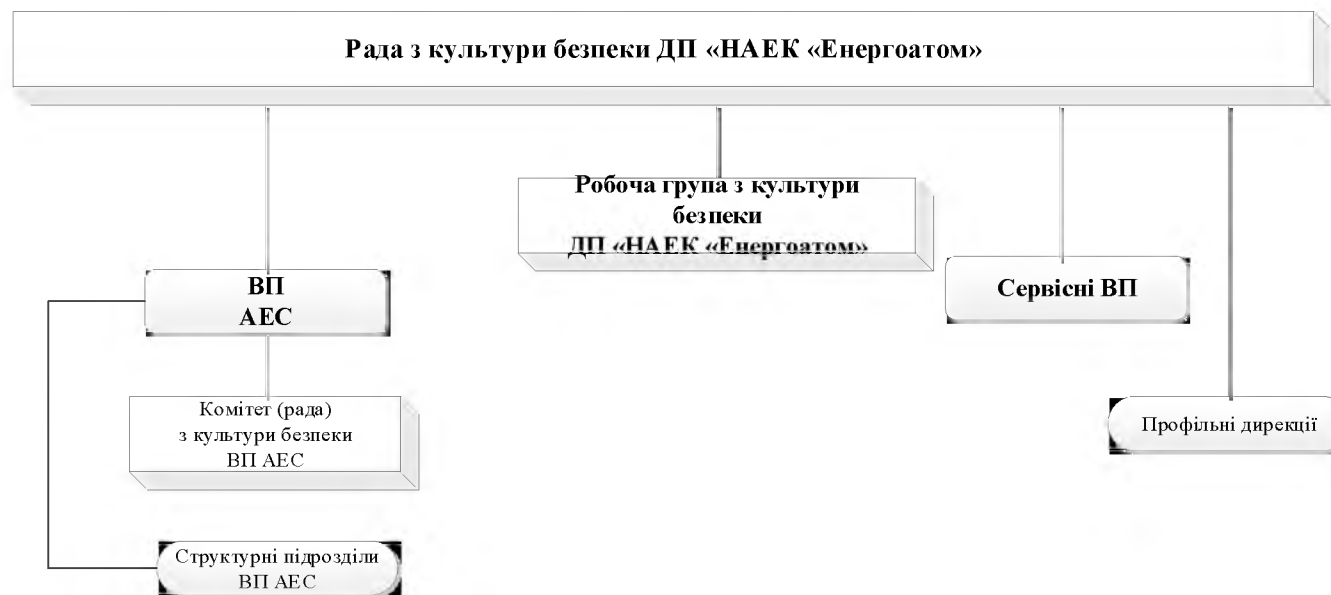 Рада з культури безпеки ДП «НАЕК «Енергоатом»
Робоча група з культури
безпеки
ДП «НАЕК «Енергоатом»
ВП
АЕС
Сервісні ВП
Комітет (рада)
з культури безпеки
ВП АЕС
Профільні дирекції
Структурні підрозділи
ВП АЕС